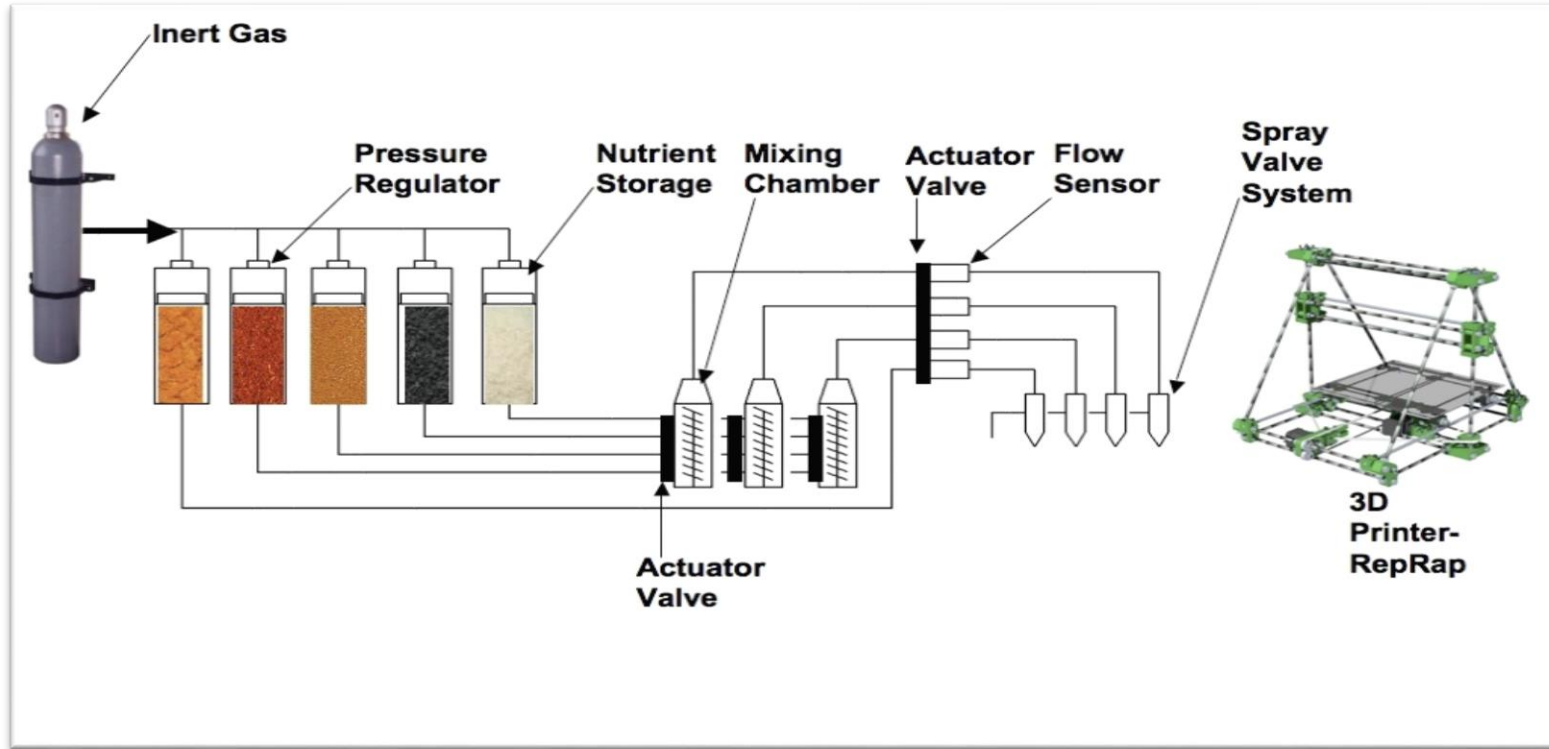 Inert Gas
Pressure
Regulator
Nutrient
Storage
Mixing
Chamber
Actuator
Valve
Flow
Sensor
Spray
Valve
System
Actuator
Valve
3D
Printer-
RepRap